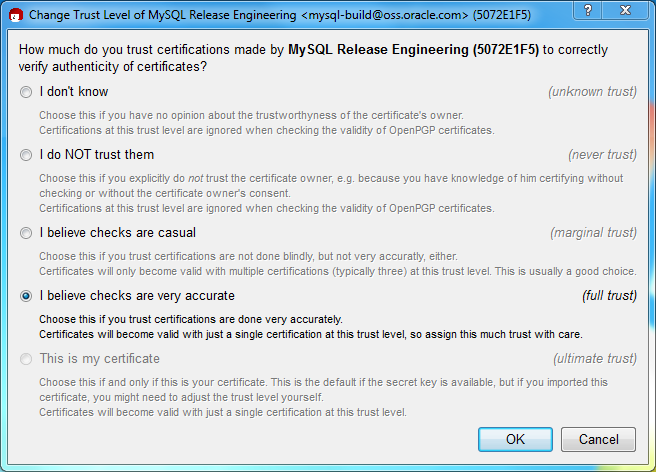 Change Trust Level of MySQL Release Engineering <mysql-build@oss.oracle.com> (5072E1F5)
How much do you trust certifications made by MySQL Release Engineering (5072E1F5) to correctly
verify authenticity of certificates?
I don't know (unknown trust)
Choose this if you have no opinion about the trustworthyness of the certificate's owner.
Certifications at this trust level are ignored when checking the validity of OpenPGP certificates.
I do NOT trust them (never trust)
Choose this if you explicitly do not trust the certificate owner, e.g. because you have knowledge of him certifying without
checking or without the certificate owner's consent.
Certifications at this trust level are ignored when checking the validity of OpenPGP certificates.
I believe checks are casual (marginal trust)
Choose this if you trust certifications are not done blindly, but not very accuratly, either.
Certificates will only become valid with multiple certifications (typically three) at this trust level. This is usually a good choice.
I believe checks are very accurate (full trust)
Choose this if you trust certifications are done very accurately.
Certificates will become valid with just a single certification at this trust level, so assign this much trust with care.
This is my certificate (ultimate trust)
Choose this if and only if this is your certificate. This is the default if the secret key is available, but if you imported this
certificate, you might need to adjust the trust level yourself.
Certificates will become valid with just a single certification at this trust level.
OK Cancel